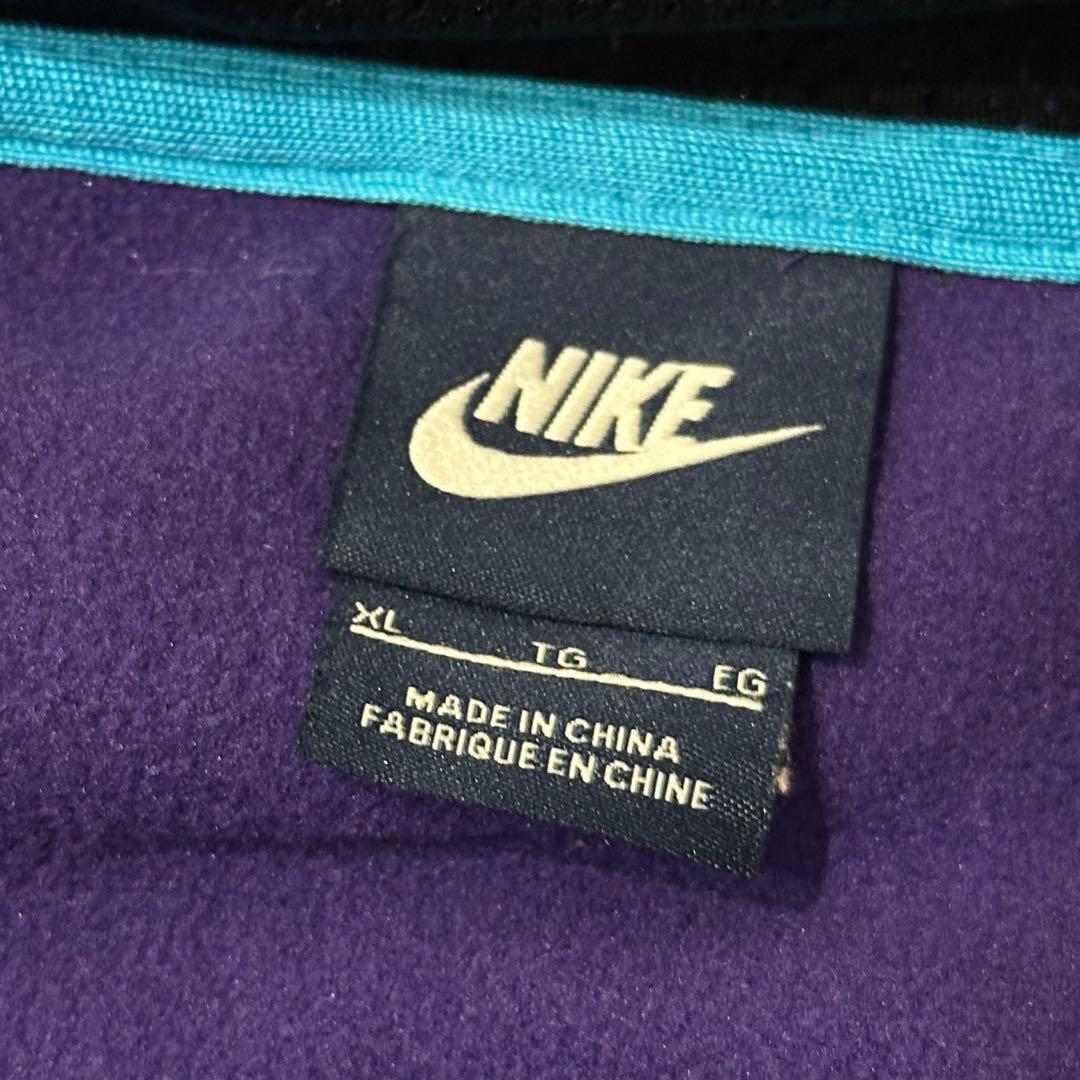 NIKE
XL TG EG
MADE IN CHINA
FABRIQUE EN CHINE